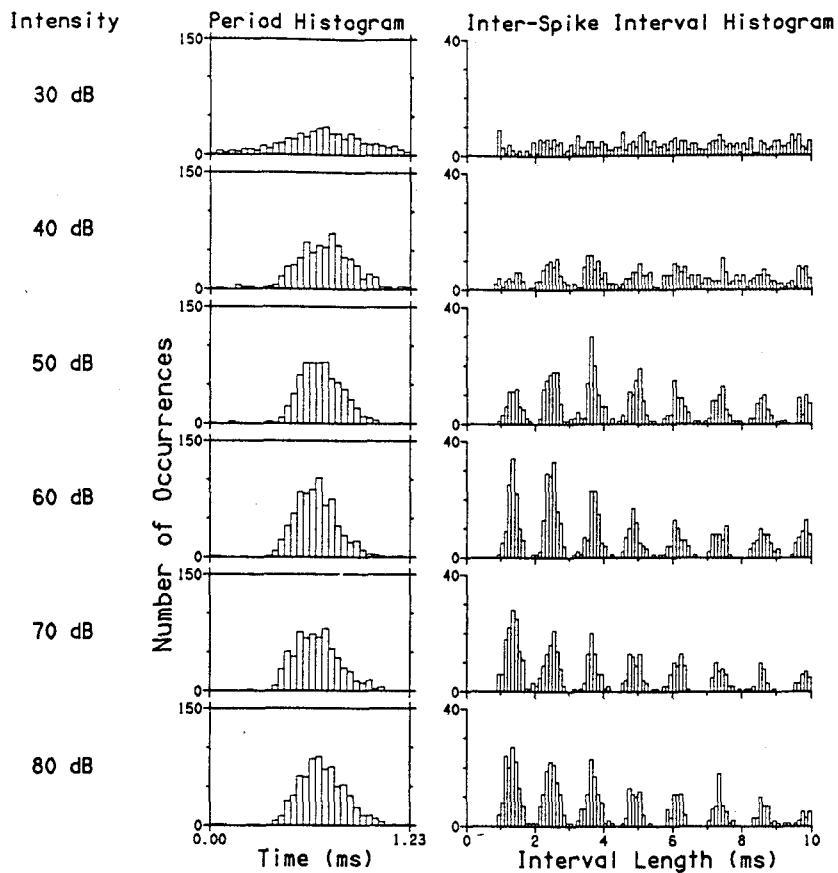 Intensity Period Histogram Inter-Spike Interval Histogram
150 40
30 dB
0 0
150 40
40 dB
0 0
150 40
50 dB
0 0
150 40
60 dB
0 0
150 40
70 dB
0 0
150 40
80 dB
0 0
Number of Occurrences
0.00 1.23 0 2 4 6 8 10
Time (ms) Interval Length (ms)